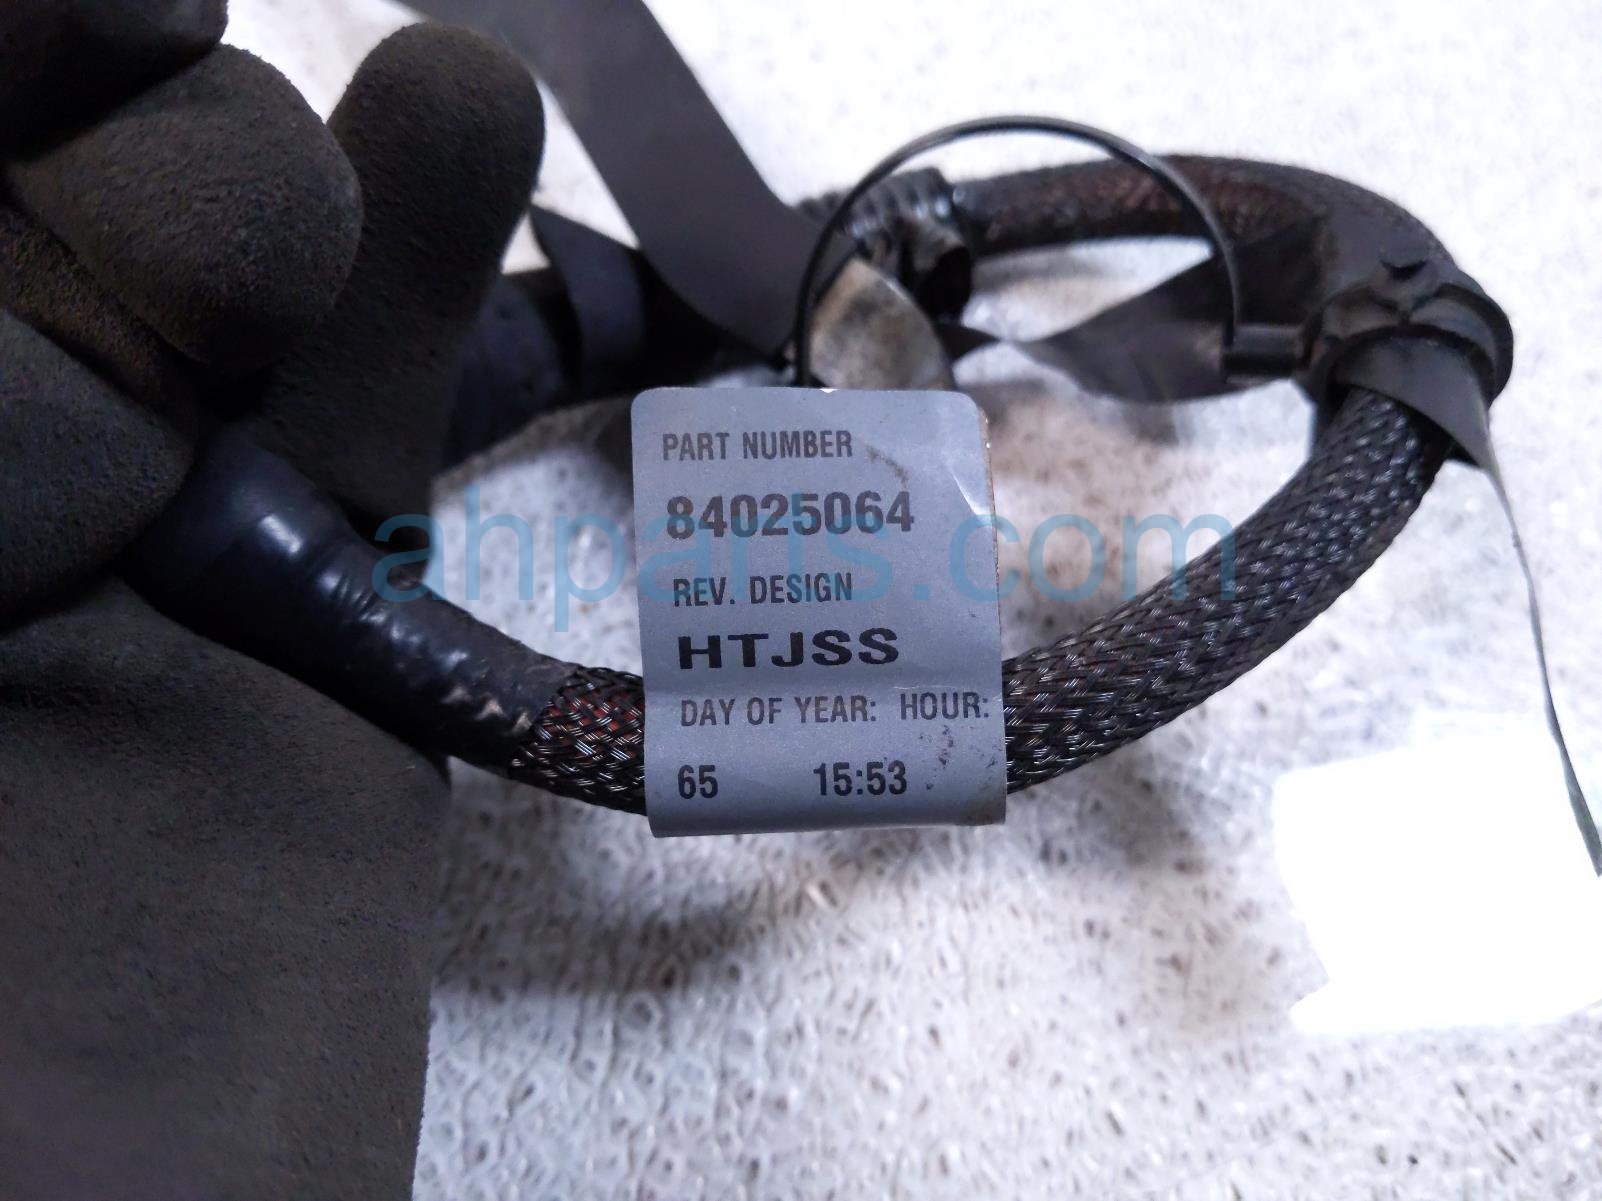 PART NUMBER
84025064
REV. DESIGN
HTJSS
DAY OF YEAR: HOUR:
65 15:53
ahparts.com